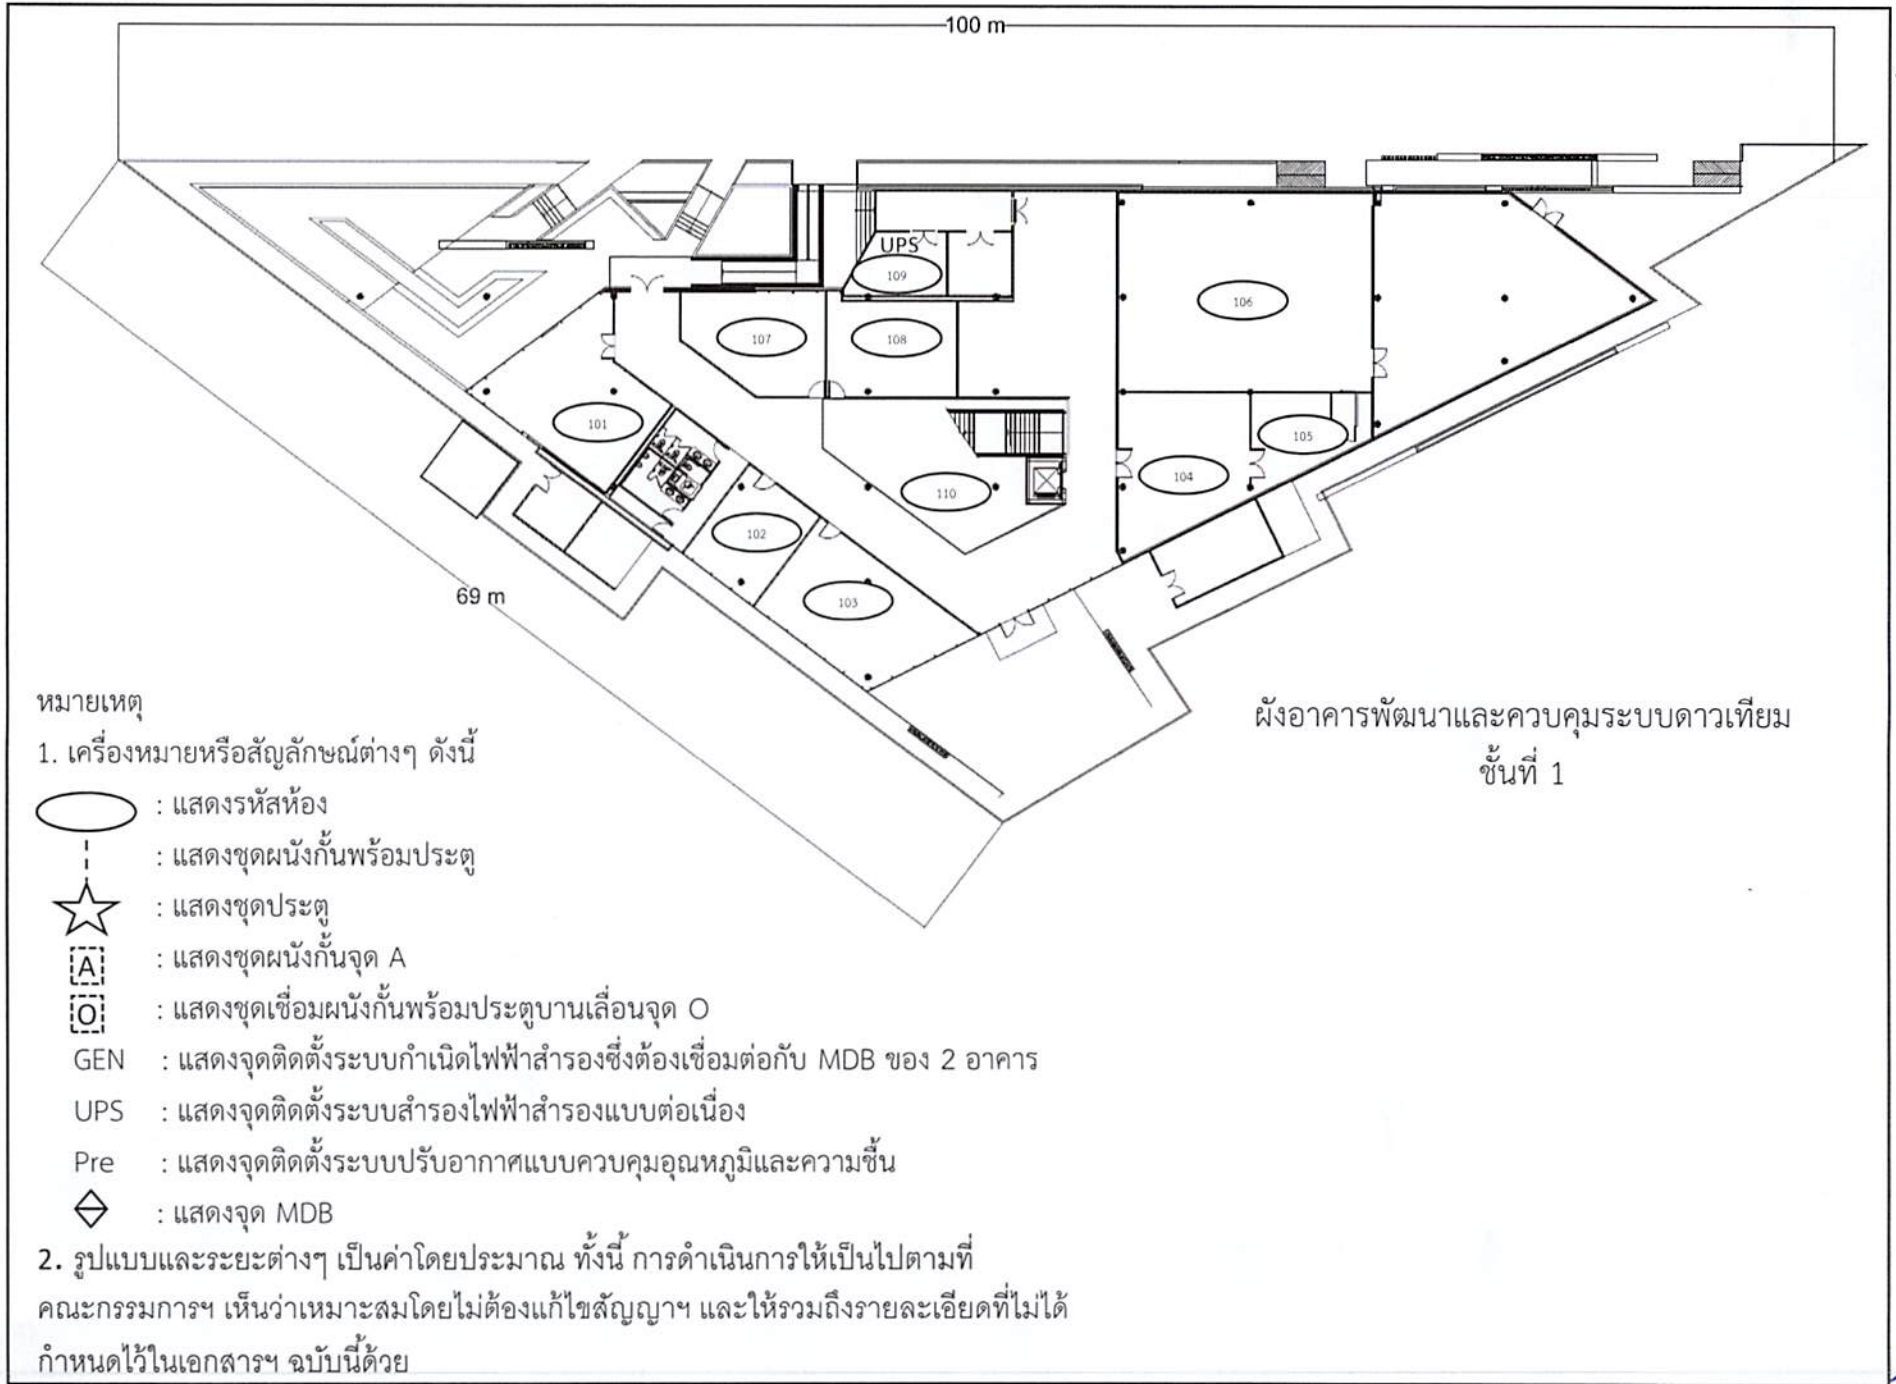 100 m
UPS
109
106
107
108
101
105
104
110
102
103
69 m
ผังอาคารพัฒนาและควบคุมระบบดาวเทียม
ชั้นที่ 1
หมายเหตุ
1. เครื่องหมายหรือสัญลักษณ์ต่างๆ ดังนี้
: แสดงรหัสห้อง
: แสดงชุดผนังกั้นพร้อมประตู
: แสดงชุดประตู
A : แสดงชุดผนังกั้นจุด A
O : แสดงชุดเชื่อมผนังกั้นพร้อมประตูบานเลื่อนจุด O
GEN : แสดงจุดติดตั้งระบบกำเนิดไฟฟ้าสำรองซึ่งต้องเชื่อมต่อกับ MDB ของ 2 อาคาร
UPS : แสดงจุดติดตั้งระบบสำรองไฟฟ้าสำรองแบบต่อเนื่อง
Pre : แสดงจุดติดตั้งระบบปรับอากาศแบบควบคุมอุณหภูมิและความชื้น
: แสดงจุด MDB
2. รูปแบบและระยะต่างๆ เป็นค่าโดยประมาณ ทั้งนี้ การดำเนินการให้เป็นไปตามที่
คณะกรรมการฯ เห็นว่าเหมาะสมโดยไม่ต้องแก้ไขสัญญาฯ และให้รวมถึงรายละเอียดที่ไม่ได้
กำหนดไว้ในเอกสารฯ ฉบับนี้ด้วย